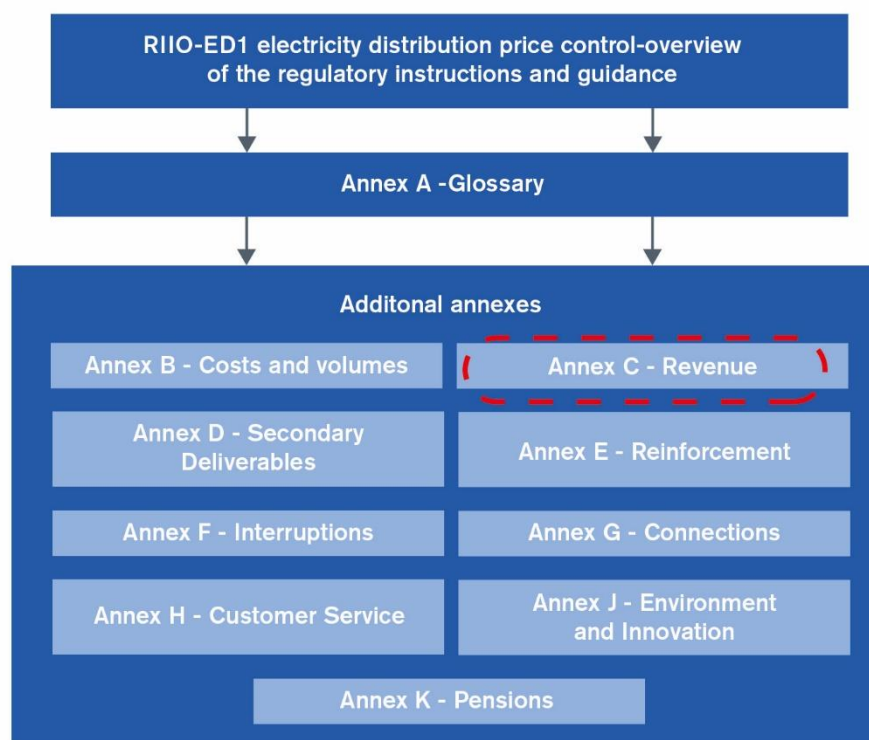 RIIO-ED1 electricity distribution price control-overview
of the regulatory instructions and guidance
Annex A -Glossary
Additonal annexes
Annex B - Costs and volumes
Annex C - Revenue
Annex D - Secondary
Deliverables
Annex E - Reinforcement
Annex F - Interruptions
Annex G - Connections
Annex H - Customer Service
Annex J - Environment
and Innovation
Annex K - Pensions